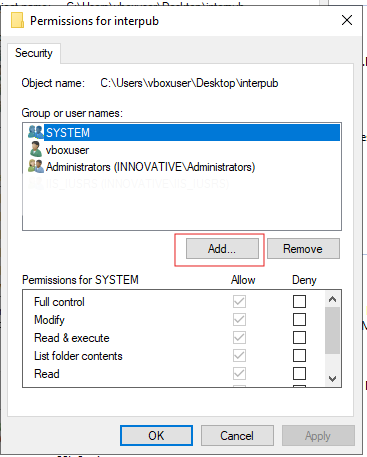 Permissions for interpub
Security
Object name: C:\Users\vboxuser\Desktop\interpub
Group or user names:
SYSTEM
vboxuser
Administrators (INNOVATIVE\Administrators)
Add...
Remove
Permissions for SYSTEM Allow Deny
Full control
Modify
Read & execute
List folder contents
Read
OK
Cancel
Apply